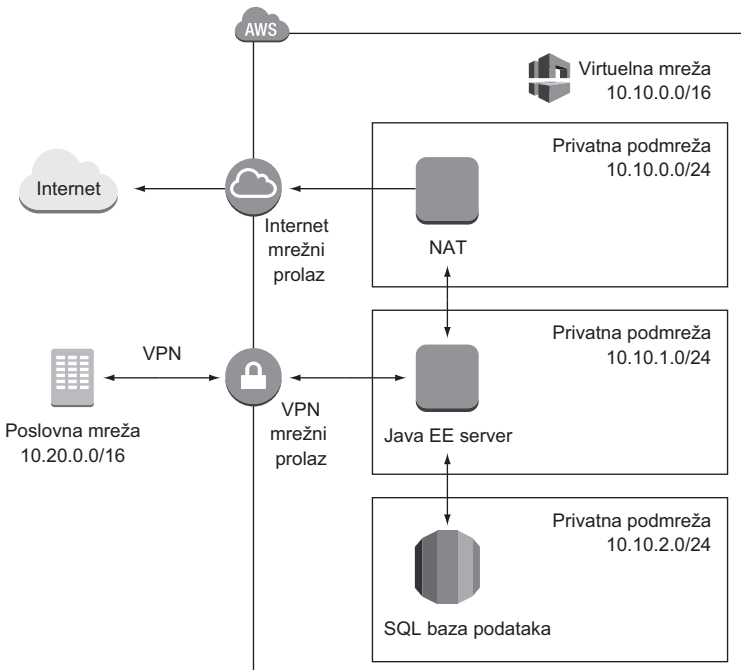 AWS
Virtuelna mreža
10.10.0.0/16
Privatna podmreža
10.10.0.0/24
Internet
Internet
mrežni
prolaz
NAT
Privatna podmreža
10.10.1.0/24
VPN
Poslovna mreža
10.20.0.0/16
VPN
mrežni
prolaz
Java EE server
Privatna podmreža
10.10.2.0/24
SQL baza podataka